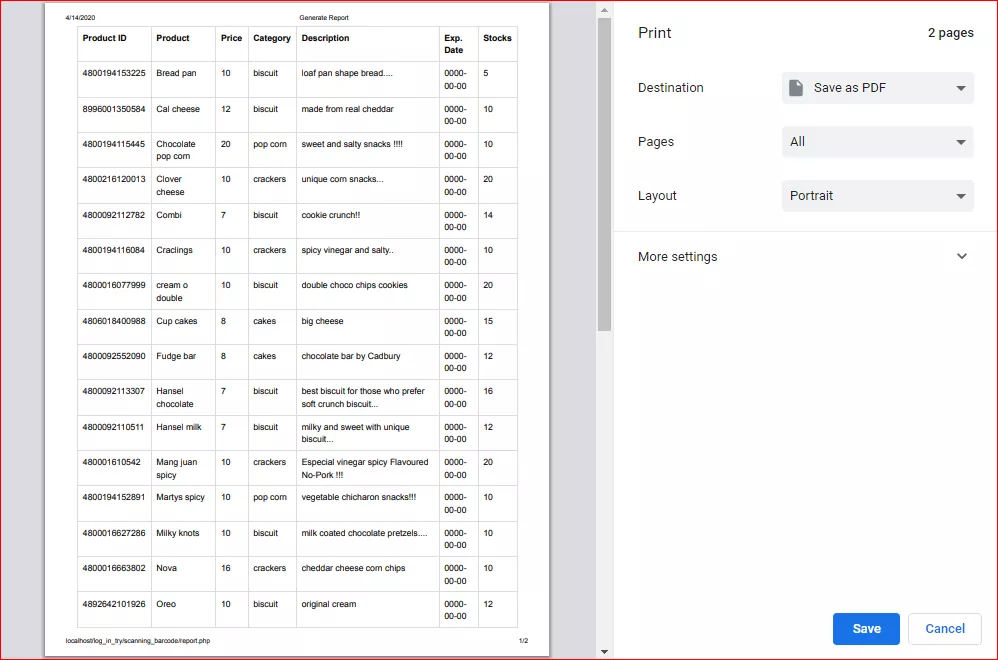 4/14/2020 Generate Report
Product ID Product Price Category Description Exp. Stocks
Date
4800194153225 Bread pan 10 biscuit loaf pan shape bread.... 0000- 5
00-00
8996001350584 Cal cheese 12 biscuit made from real cheddar 0000- 10
00-00
4800194115445 Chocolate 20 pop corn sweet and salty snacks !!!! 0000- 10
pop corn 00-00
4800216120013 Clover 10 crackers unique corn snacks... 0000- 20
cheese 00-00
4800092112782 Combi 7 biscuit cookie crunch!! 0000- 14
00-00
4800194116084 Craclings 10 crackers spicy vinegar and salty.. 0000- 10
00-00
4800016077999 cream o 10 biscuit double choco chips cookies 0000- 20
double 00-00
4806018400988 Cup cakes 8 cakes big cheese 0000- 15
00-00
4800092552090 Fudge bar 8 cakes chocolate bar by Cadbury 0000- 12
00-00
4800092113307 Hansel 7 biscuit best biscuit for those who prefer 0000- 16
chocolate soft crunch biscuit... 00-00
4800092110511 Hansel milk 7 biscuit milky and sweet with unique 0000- 12
biscuit... 00-00
480001610542 Mang juan 10 crackers Especial vinegar spicy Flavoured 0000- 20
spicy No-Pork !!! 00-00
4800194152891 Martys spicy 10 pop corn vegetable chicharon snacks!!! 0000- 10
00-00
4800016627286 Milky knots 10 biscuit milk coated chocolate pretzels.... 0000- 10
00-00
4800016663802 Nova 16 crackers cheddar cheese corn chips 0000- 10
00-00
4892642101926 Oreo 10 biscuit original cream 0000- 12
00-00
localhost/log_in_try/scanning_barcode/report.php 1/2
Print 2 pages
Destination Save as PDF
Pages All
Layout Portrait
More settings
Save Cancel